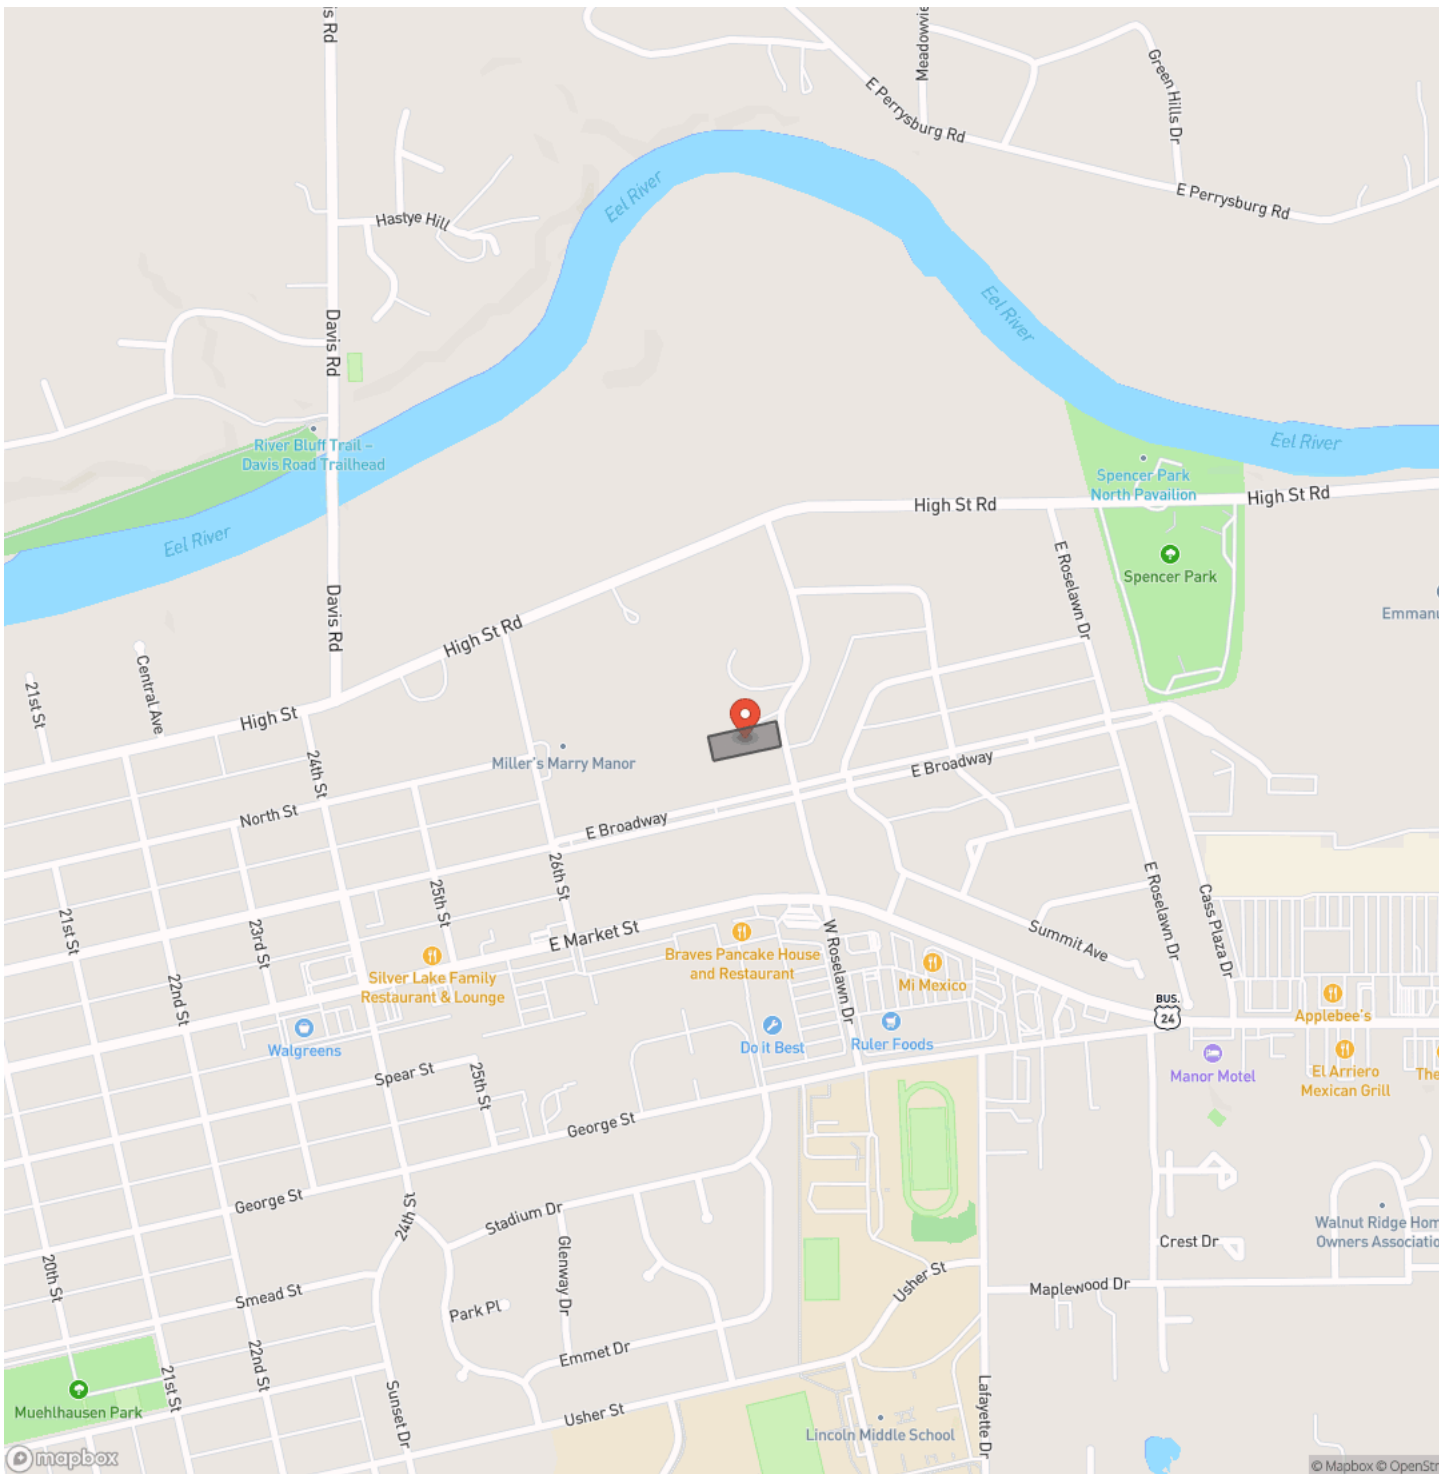 is Rd
Meadowvie
Green Hills Dr
E Perrysburg Rd
E Perrysburg Rd
Eel River
Hastye Hill
Eel River
Davis Rd
River Bluff Trail –
Davis Road Trailhead
Eel River
Spencer Park
North Pavailion
High St Rd
High St Rd
Eel River
E Roselawn Dr
Spencer Park
Emmanu
Davis Rd
High St Rd
Central Ave
21st St
High St
24th St
Miller's Marry Manor
E Broadway
North St
E Broadway
26th St
25th St
23rd St
21st St
22nd St
E Market St
Silver Lake Family
Restaurant & Lounge
Braves Pancake House
and Restaurant
W Roselawn Dr
Mi Mexico
Summit Ave
E Roselawn Dr
Cass Plaza Dr
BUS.
24
Applebee's
Walgreens
Do it Best
Ruler Foods
Manor Motel
El Arriero
Mexican Grill
The
Spear St
25th St
George St
George St
24th St
Stadium Dr
Glenway Dr
Walnut Ridge Hom
Owners Associatio
Crest Dr
Usher St
Maplewood Dr
20th St
Smead St
Park Pl
Emmet Dr
22nd St
21st St
Sunset Dr
Muehlhausen Park
Usher St
Lafayette Dr
Lincoln Middle School
mapbox
© Mapbox © OpenStr